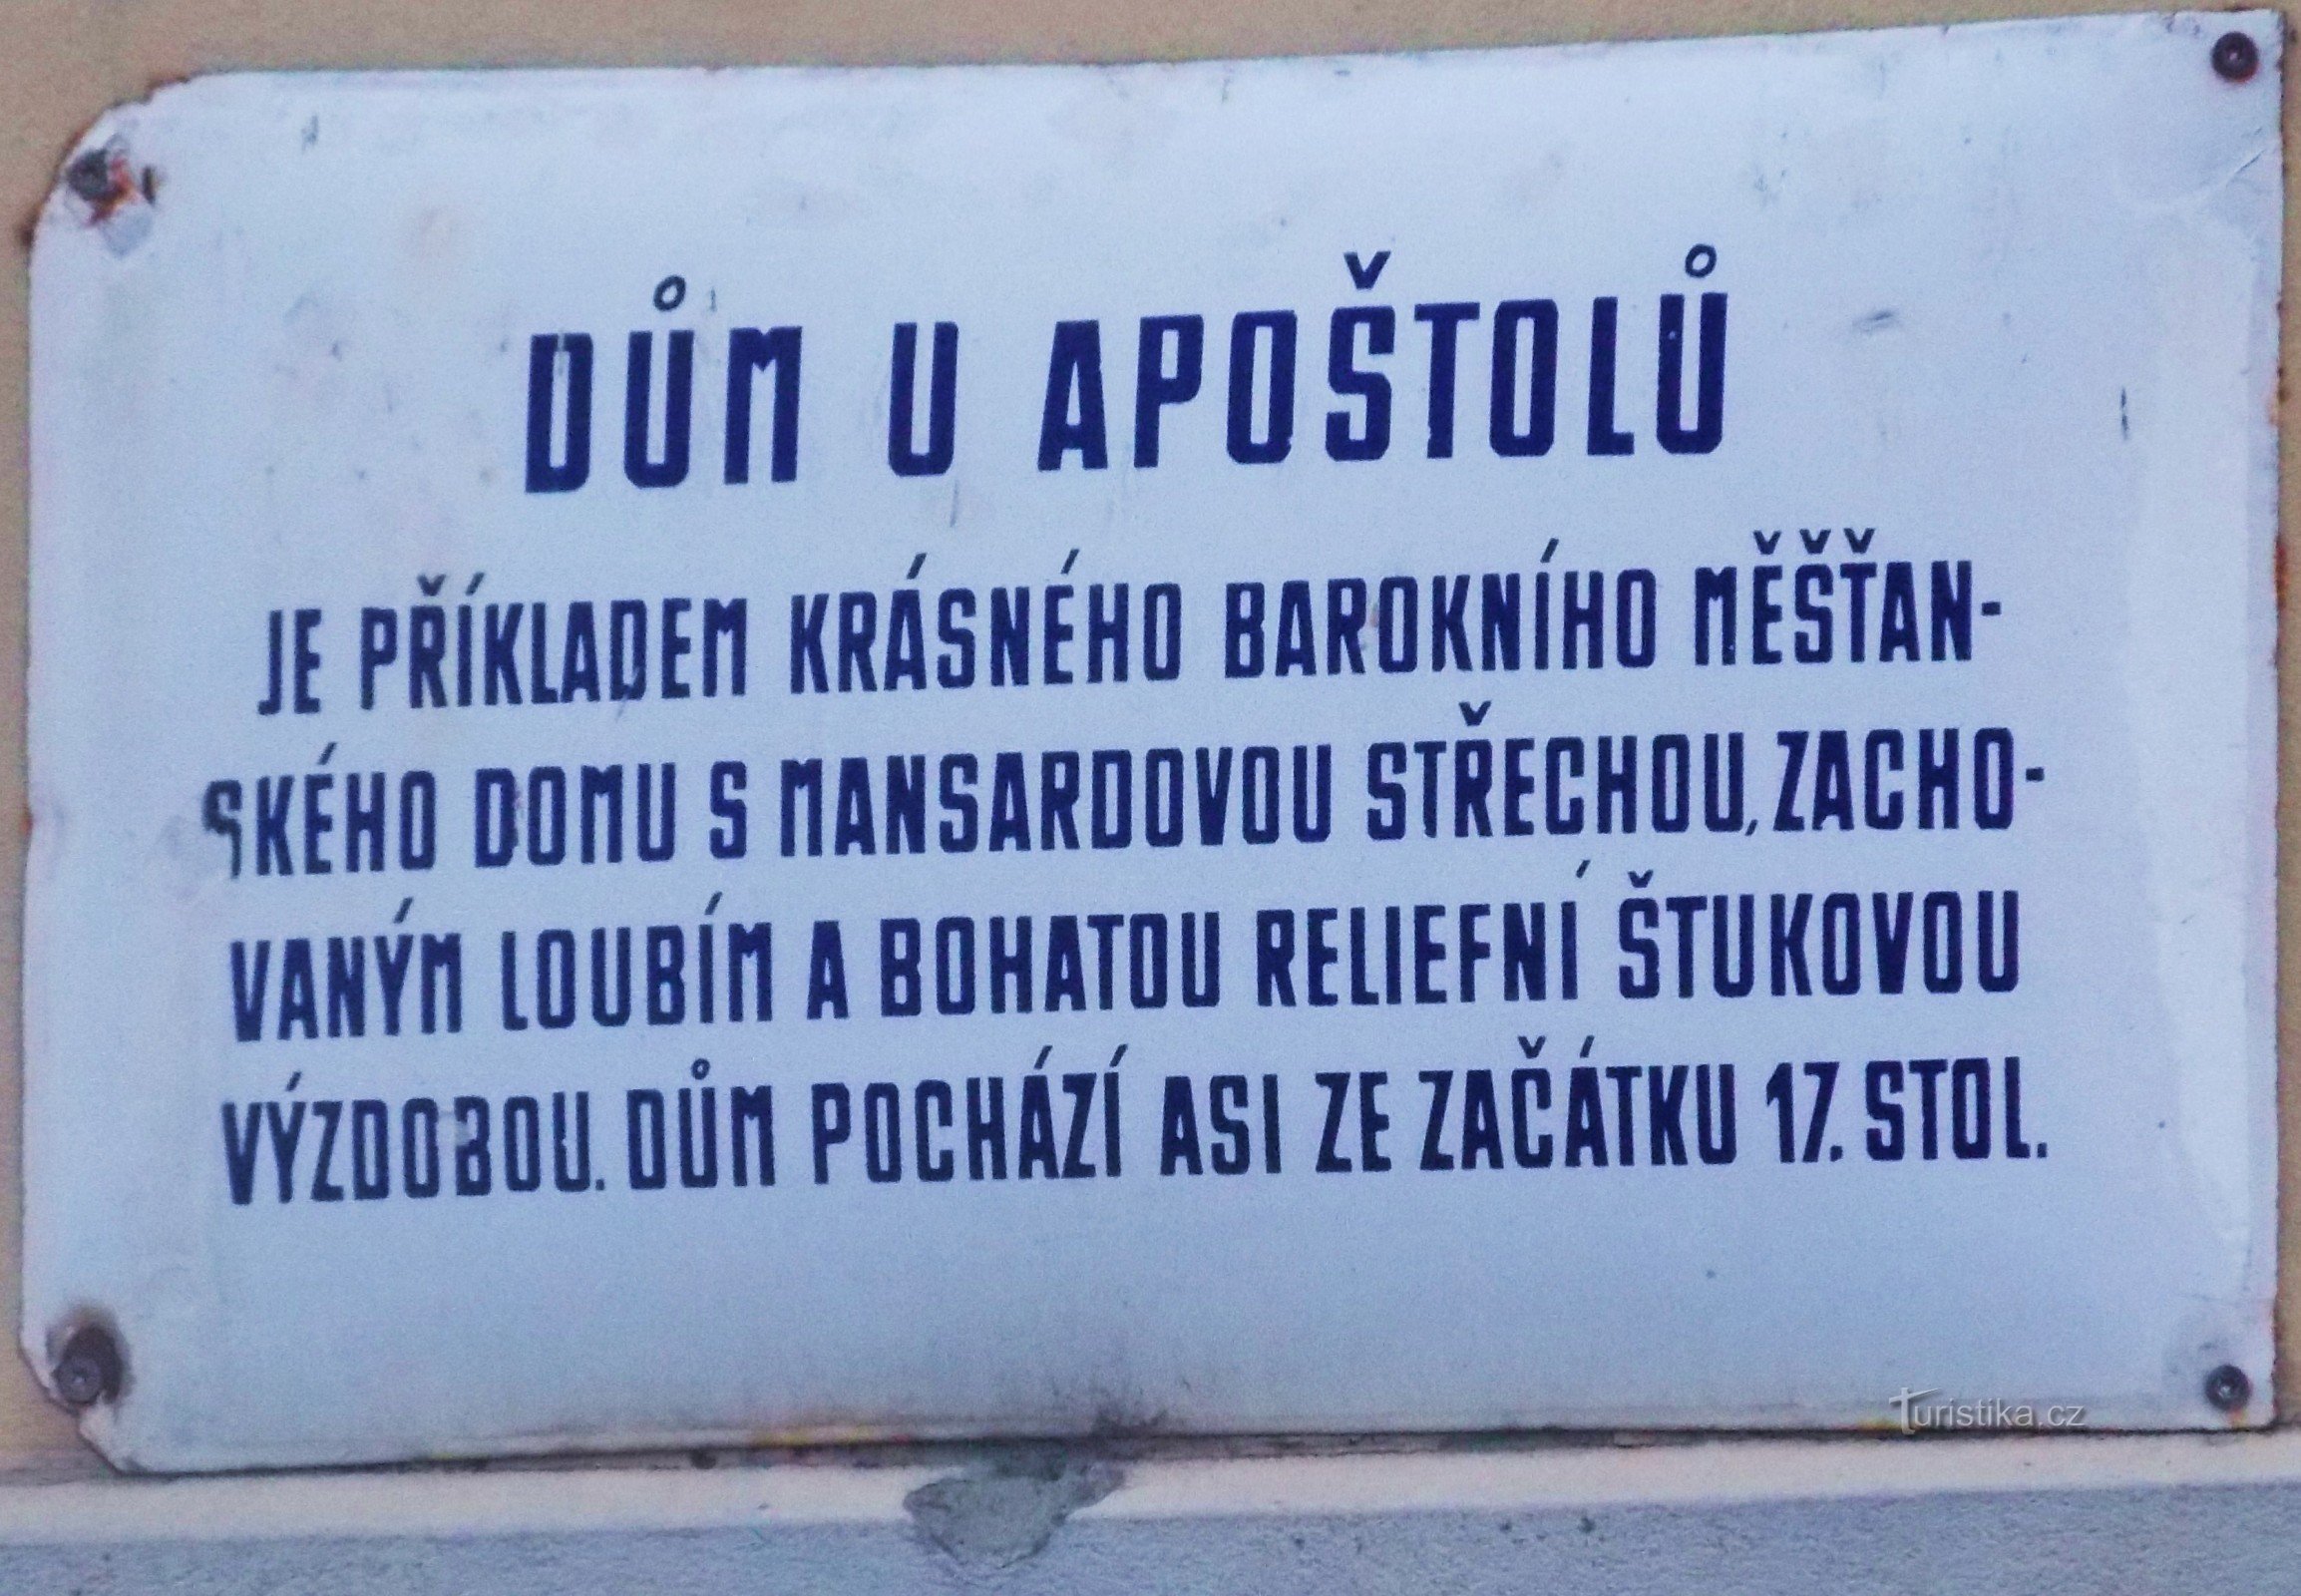 DŮM U APOŠTOLŮ
JE PŘÍKLADEM KRÁSNÉHO BAROKNÍHO MĚŠŤAN-
SKÉHO DOMU S MANSARDOVOU STŘECHOU, ZACHO-
VANÝM LOUBÍM A BOHATOU RELIEFNÍ ŠTUKOVOU
VÝZDOBOU. DŮM POCHÁZÍ ASI ZE ZAČÁTKU 17. STOL.
Turistika.cz